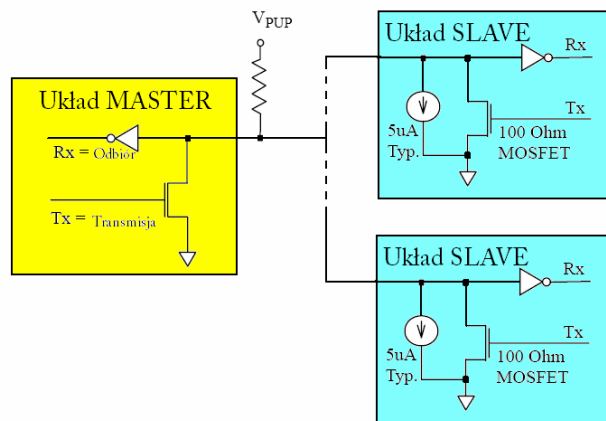 V_PUP
Układ MASTER
Rx = Odbiór
Tx = Transmisja
Układ SLAVE
Rx
Tx
5uA
Typ.
100 Ohm
MOSFET
Układ SLAVE
Rx
Tx
5uA
Typ.
100 Ohm
MOSFET